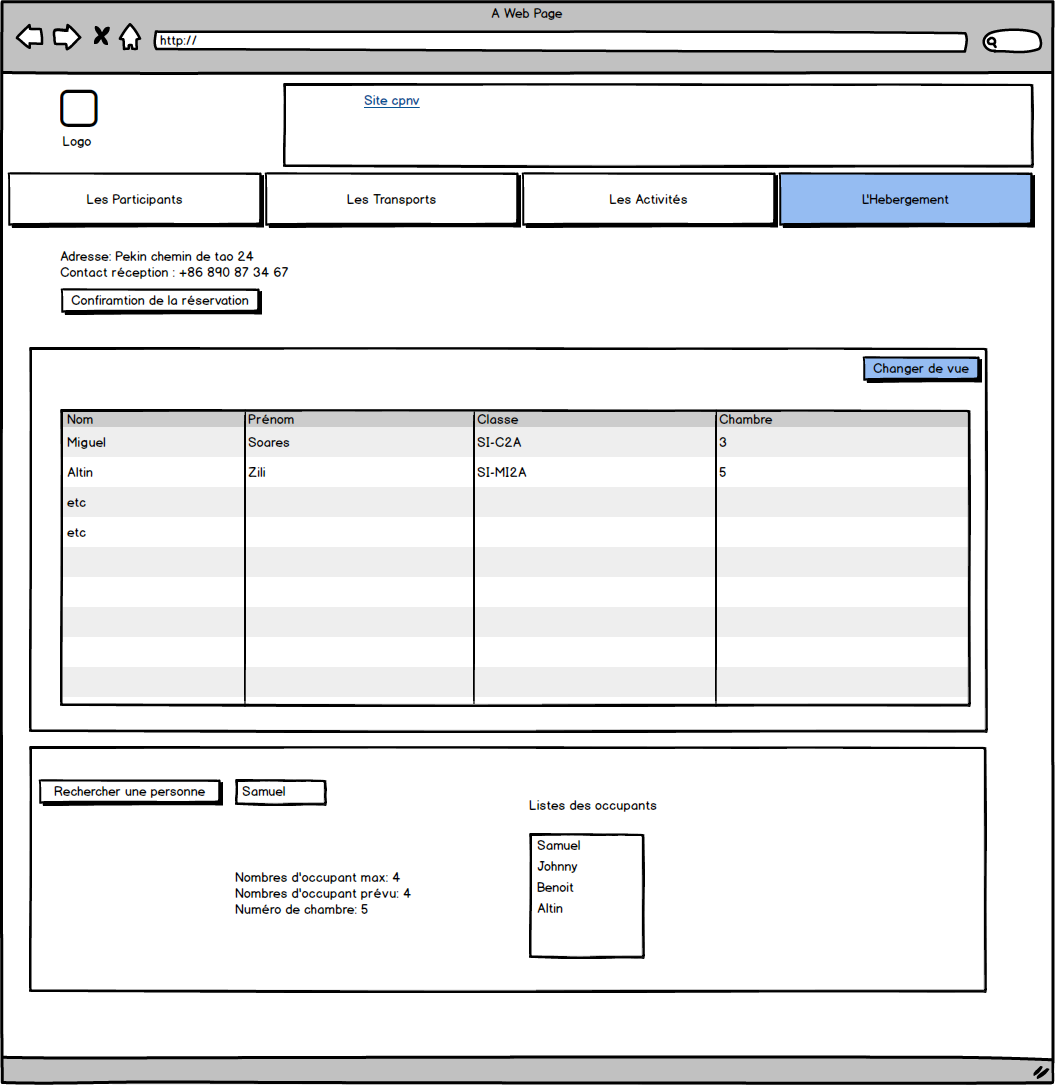 A Web Page
http://
Site cpnv
Logo
Les Participants
Les Transports
Les Activités
L'Hebergement
Adresse: Pekin chemin de tao 24
Contact réception : +86 890 87 34 67
Confiramtion de la réservation
Changer de vue
Nom Prénom Classe Chambre
Miguel Soares SI-C2A 3
Altin Zili SI-MI2A 5
etc
etc
Rechercher une personne
Samuel
Listes des occupants
Samuel
Johnny
Benoit
Altin
Nombres d'occupant max: 4
Nombres d'occupant prévu: 4
Numéro de chambre: 5